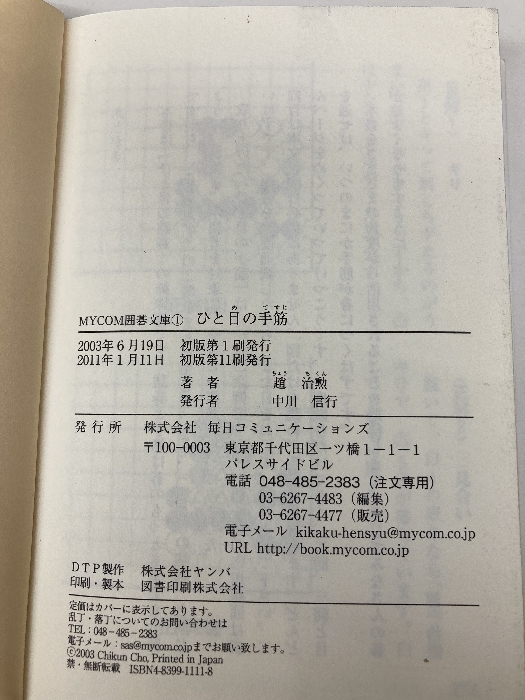 MYCOM囲碁文庫① ひと目の手筋
2003年6月19日 初版第1刷発行
2011年1月11日 初版第11刷発行
著者 趙 治勲
発行者 中川 信行
発行所 株式会社 毎日コミュニケーションズ
〒100-0003 東京都千代田区一ツ橋1-1-1
パレスサイドビル
電話 048-485-2383(注文専用)
03-6267-4483(編集)
03-6267-4477(販売)
電子メール kikaku-hensyu@mycom.co.jp
URL http://book.mycom.co.jp
DTP製作 株式会社ヤンバ
印刷・製本 図書印刷株式会社
定価はカバーに表示してあります。
乱丁・落丁についてのお問い合わせは
TEL:048-485-2383
電子メール:sas@mycom.co.jpまでお願い致します。
©2003 Chikun Cho, Printed in Japan
禁・無断転載 ISBN4-8399-1111-8